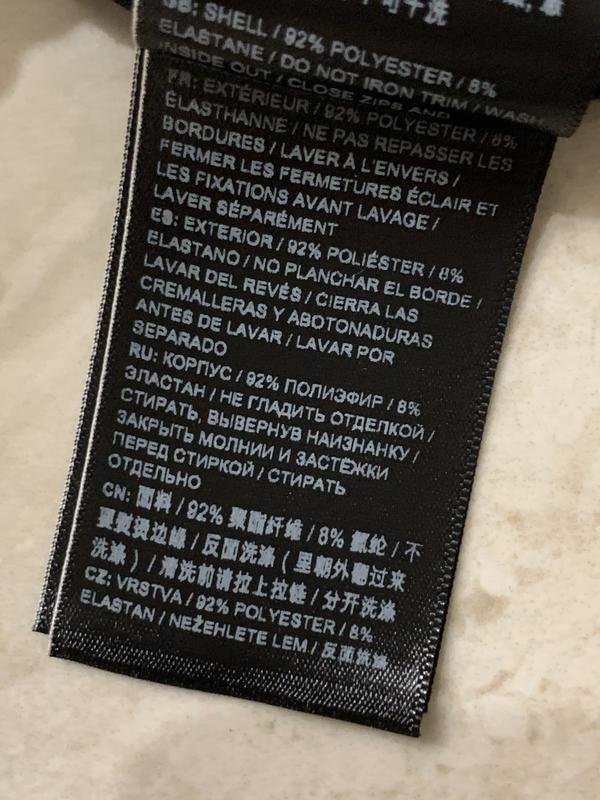 可干洗
GB: SHELL / 92% POLYESTER / 8%
ELASTANE / DO NOT IRON TRIM / WASH
INSIDE OUT / CLOSE ZIPS AND
FR: EXTÉRIEUR / 92% POLYESTER / 8%
ÉLASTHANNE / NE PAS REPASSER LES
BORDURES / LAVER À L'ENVERS /
FERMER LES FERMETURES ÉCLAIR ET
LES FIXATIONS AVANT LAVAGE /
LAVER SÉPARÉMENT
ES: EXTERIOR / 92% POLIÉSTER / 8%
ELASTANO / NO PLANCHAR EL BORDE /
LAVAR DEL REVÉS / CIERRA LAS
CREMALLERAS Y ABOTONADURAS
ANTES DE LAVAR / LAVAR POR
SEPARADO
RU: КОРПУС / 92% ПОЛИЭФИР / 8%
ЭЛАСТАН / НЕ ГЛАДИТЬ ОТДЕЛКОЙ /
СТИРАТЬ, ВЫВЕРНУВ НАИЗНАНКУ /
ЗАКРЫТЬ МОЛНИИ И ЗАСТЁЖКИ
ПЕРЕД СТИРКОЙ / СТИРАТЬ
ОТДЕЛЬНО
CN: 面料 / 92% 聚酯纤维 / 8% 氨纶 / 不
要熨烫边缘 / 反面洗涤 ( 里朝外翻过来
洗涤 ) / 清洗前请拉上拉链 / 分开洗涤
CZ: VRSTVA / 92% POLYESTER / 8%
ELASTAN / NEŽEHLETE LEM / 反面洗涤